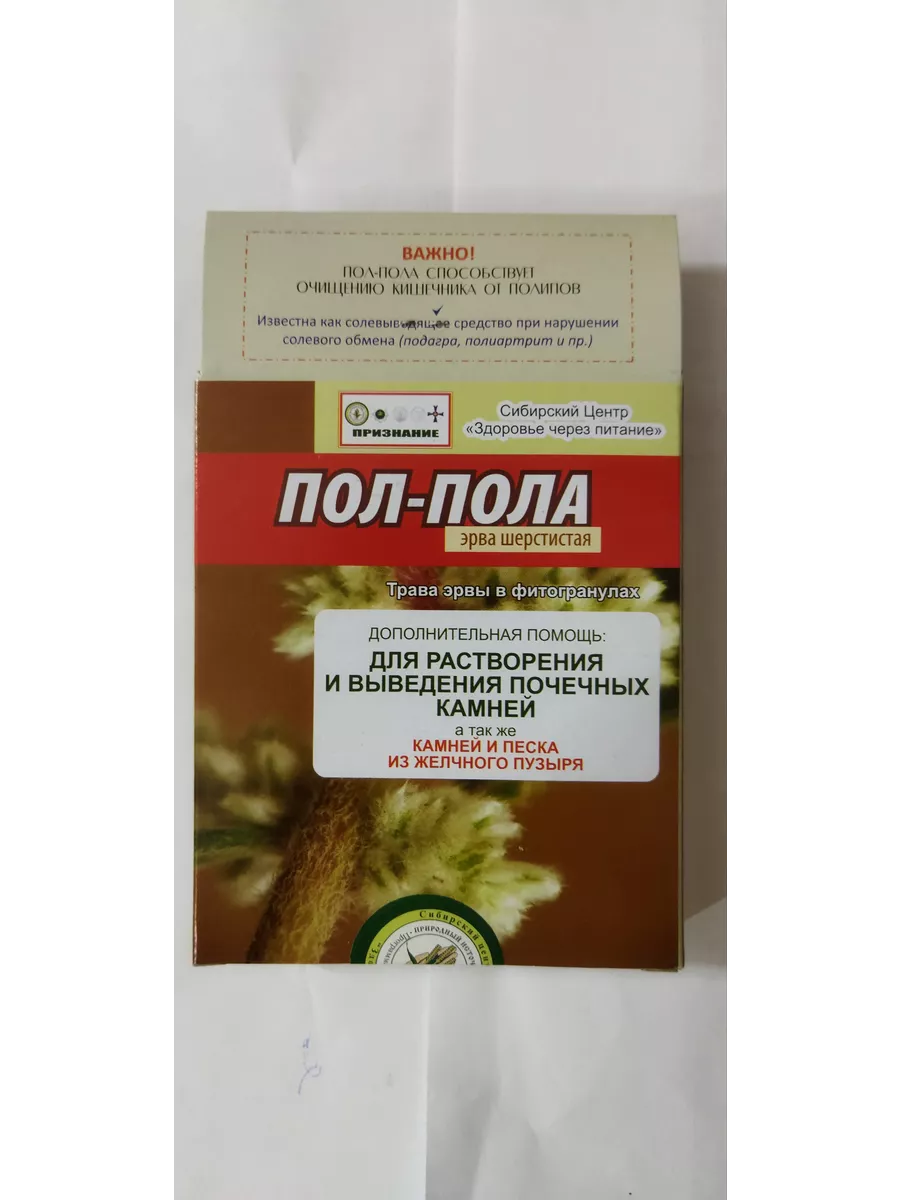 ВАЖНО!
ПОЛ-ПОЛА СПОСОБСТВУЕТ
ОЧИЩЕНИЮ КИШЕЧНИКА ОТ ПОЛИПОВ
Известна как солевыводящее средство при нарушении
солевого обмена (подагра, полиартрит и пр.)
ПРИЗНАНИЕ
Сибирский Центр
«Здоровье через питание»
ПОЛ-ПОЛА
эрва шерстистая
Трава эрвы в фитогранулах
ДОПОЛНИТЕЛЬНАЯ ПОМОЩЬ:
ДЛЯ РАСТВОРЕНИЯ
И ВЫВЕДЕНИЯ ПОЧЕЧНЫХ
КАМНЕЙ
а так же
КАМНЕЙ И ПЕСКА
ИЗ ЖЕЛЧНОГО ПУЗЫРЯ
Сибирский
природный